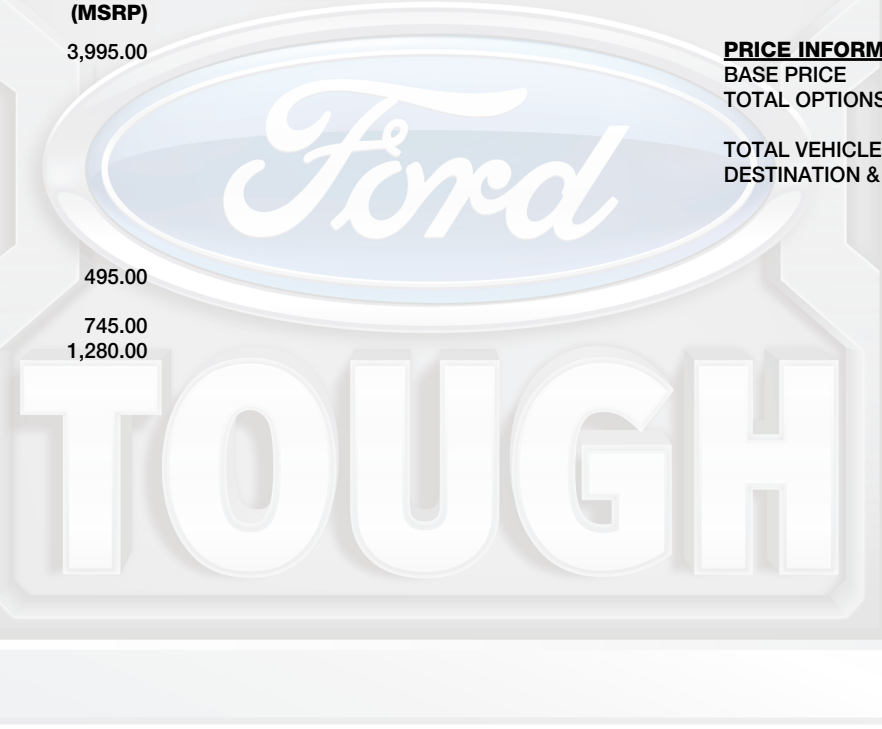 (MSRP)
3,995.00
PRICE INFORM
BASE PRICE
TOTAL OPTIONS
TOTAL VEHICLE
DESTINATION &
Ford
495.00
745.00
1,280.00
TOUGH